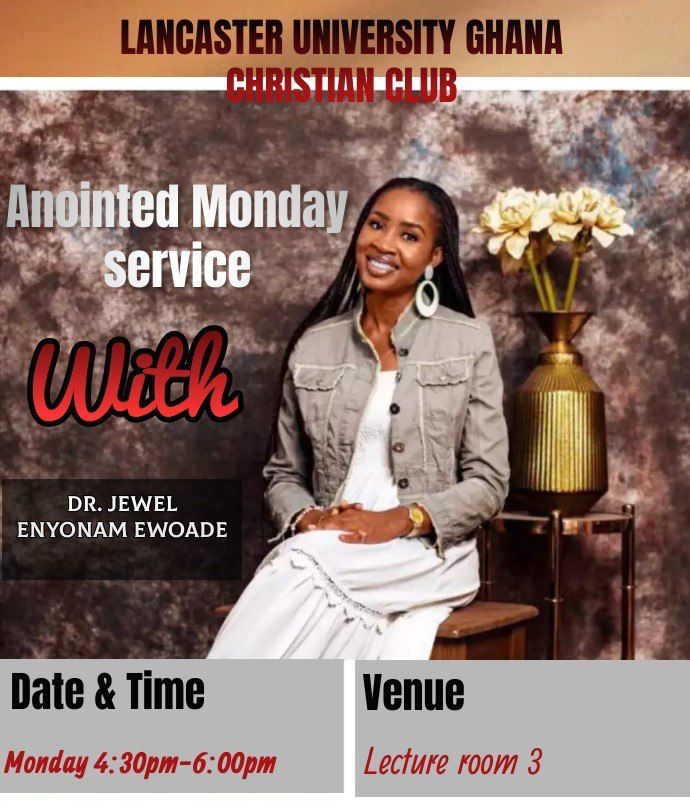 LANCASTER UNIVERSITY GHANA
CHRISTIAN CLUB
Anointed Monday
service
With
DR. JEWEL
ENYONAM EWOADE
Date & Time
Monday 4:30pm-6:00pm
Venue
Lecture room 3